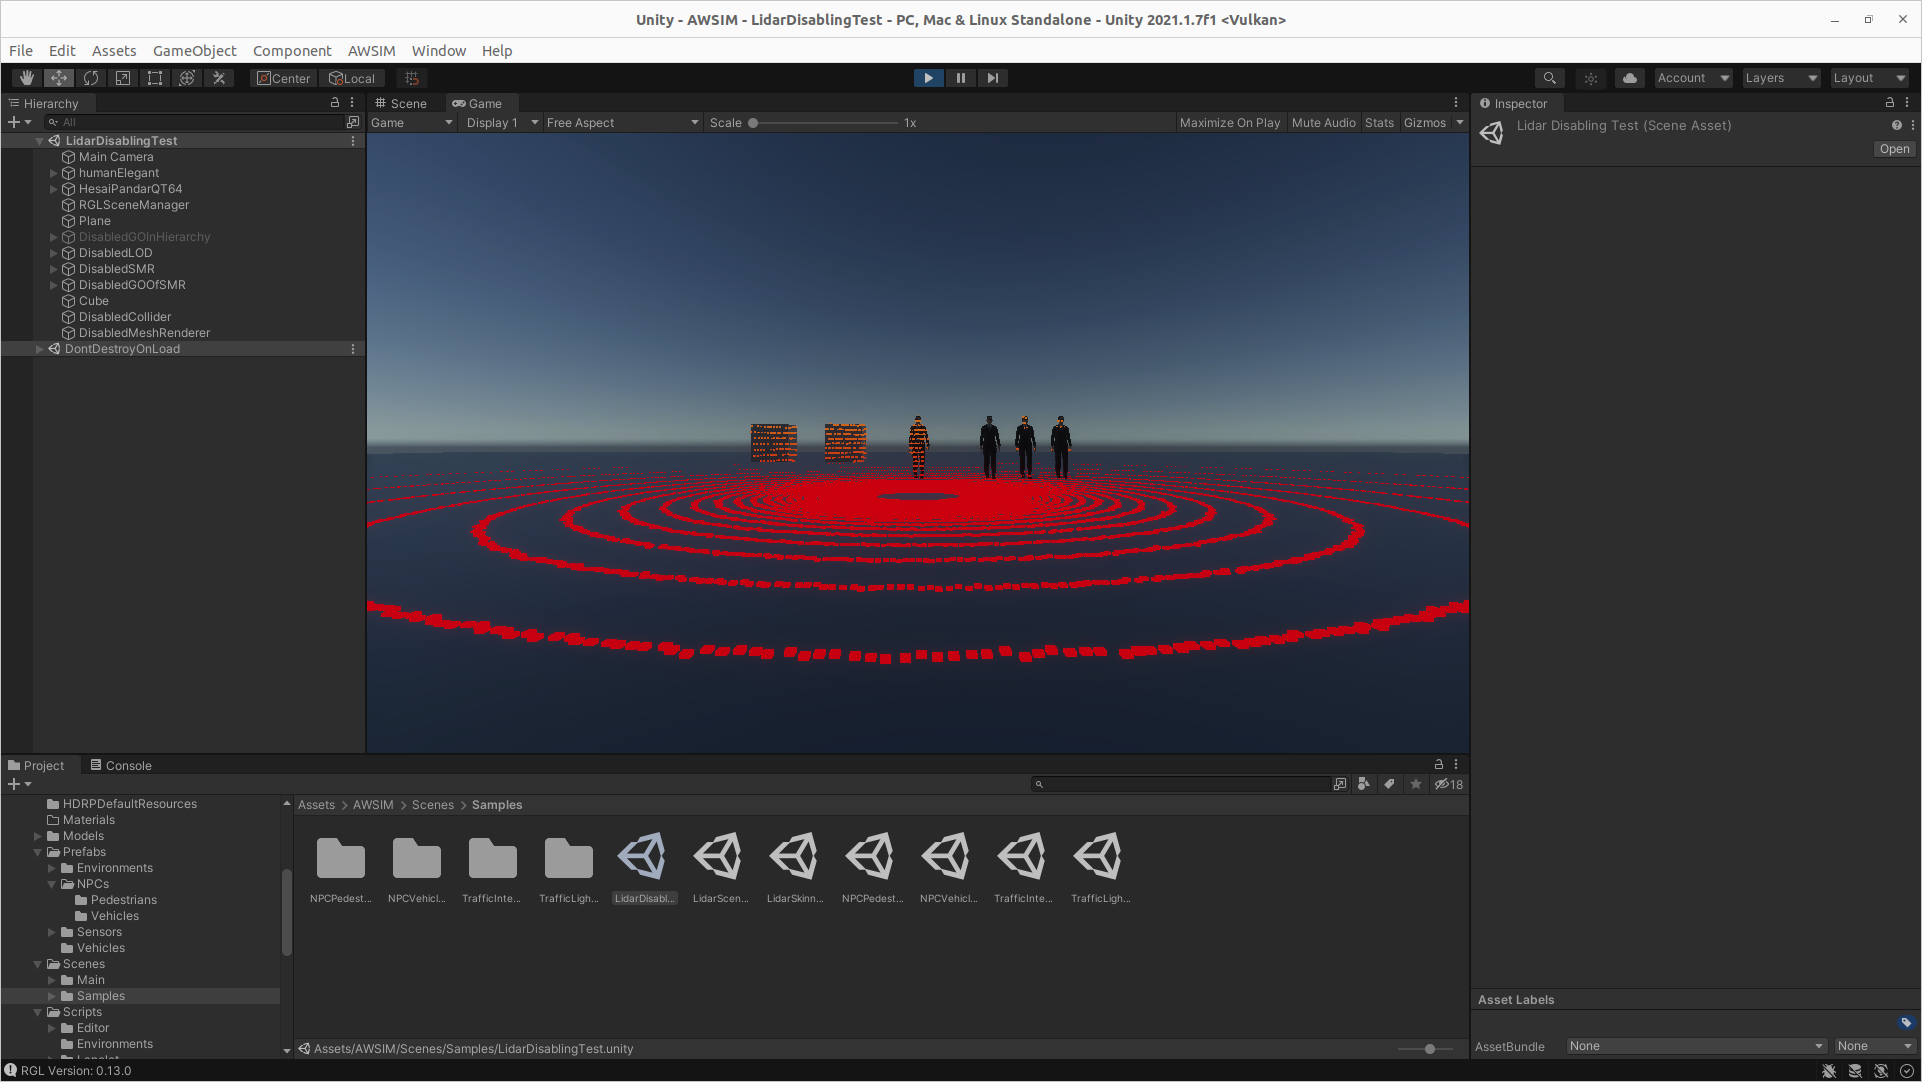 Unity - AWSIM - LidarDisablingTest - PC, Mac & Linux Standalone - Unity 2021.1.7f1 <Vulkan>
File Edit Assets GameObject Component AWSIM Window Help
Center Local Account Layers Layout
Hierarchy
All
LidarDisablingTest
Main Camera
humanElegant
HesaiPandarQT64
RGLSceneManager
Plane
DisabledGOInHierarchy
DisabledLOD
DisabledSMR
DisabledGOOfSMR
Cube
DisabledCollider
DisabledMeshRenderer
DontDestroyOnLoad
Scene Game
Game Display 1 Free Aspect Scale 1x Maximize On Play Mute Audio Stats Gizmos
Inspector
Lidar Disabling Test (Scene Asset)
Open
Project Console
18
HDRPDefaultResources
Materials
Models
Prefabs
Environments
NPCs
Pedestrians
Vehicles
Sensors
Vehicles
Scenes
Main
Samples
Scripts
Editor
Environments
Assets > AWSIM > Scenes > Samples
NPCPedest... NPCVehicl... TrafficInte... TrafficLigh... LidarDisabl... LidarScen... LidarSkinn... NPCPedest... NPCVehicl... TrafficInte... TrafficLigh...
Assets/AWSIM/Scenes/Samples/LidarDisablingTest.unity
Asset Labels
AssetBundle None None
RGL Version: 0.13.0